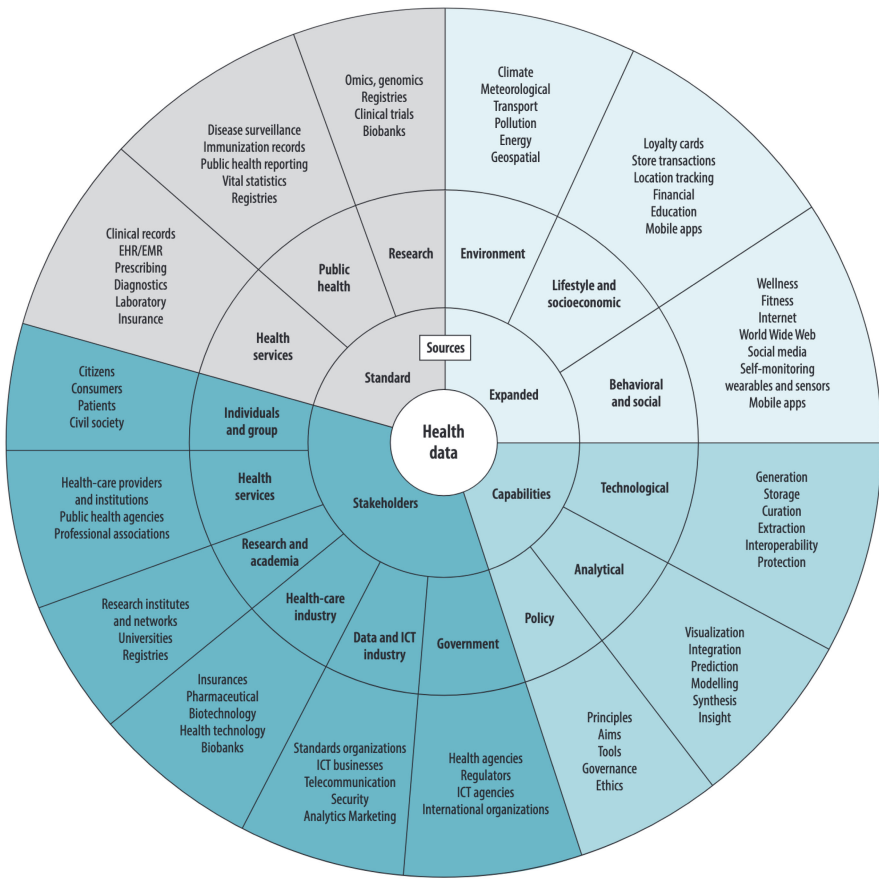 Health
data
Sources
Standard
Expanded
Capabilities
Stakeholders
Research
Omics, genomics
Registries
Clinical trials
Biobanks
Environment
Climate
Meteorological
Transport
Pollution
Energy
Geospatial
Lifestyle and
socioeconomic
Loyalty cards
Store transactions
Location tracking
Financial
Education
Mobile apps
Behavioral
and social
Wellness
Fitness
Internet
World Wide Web
Social media
Self-monitoring
wearables and sensors
Mobile apps
Technological
Generation
Storage
Curation
Extraction
Interoperability
Protection
Analytical
Visualization
Integration
Prediction
Modelling
Synthesis
Insight
Policy
Principles
Aims
Tools
Governance
Ethics
Government
Health agencies
Regulators
ICT agencies
International organizations
Data and ICT
industry
Standards organizations
ICT businesses
Telecommunication
Security
Analytics Marketing
Health-care
industry
Insurances
Pharmaceutical
Biotechnology
Health technology
Biobanks
Research and
academia
Research institutes
and networks
Universities
Registries
Health
services
Health-care providers
and institutions
Public health agencies
Professional associations
Individuals
and group
Citizens
Consumers
Patients
Civil society
Health
services
Clinical records
EHR/EMR
Prescribing
Diagnostics
Laboratory
Insurance
Public
health
Disease surveillance
Immunization records
Public health reporting
Vital statistics
Registries